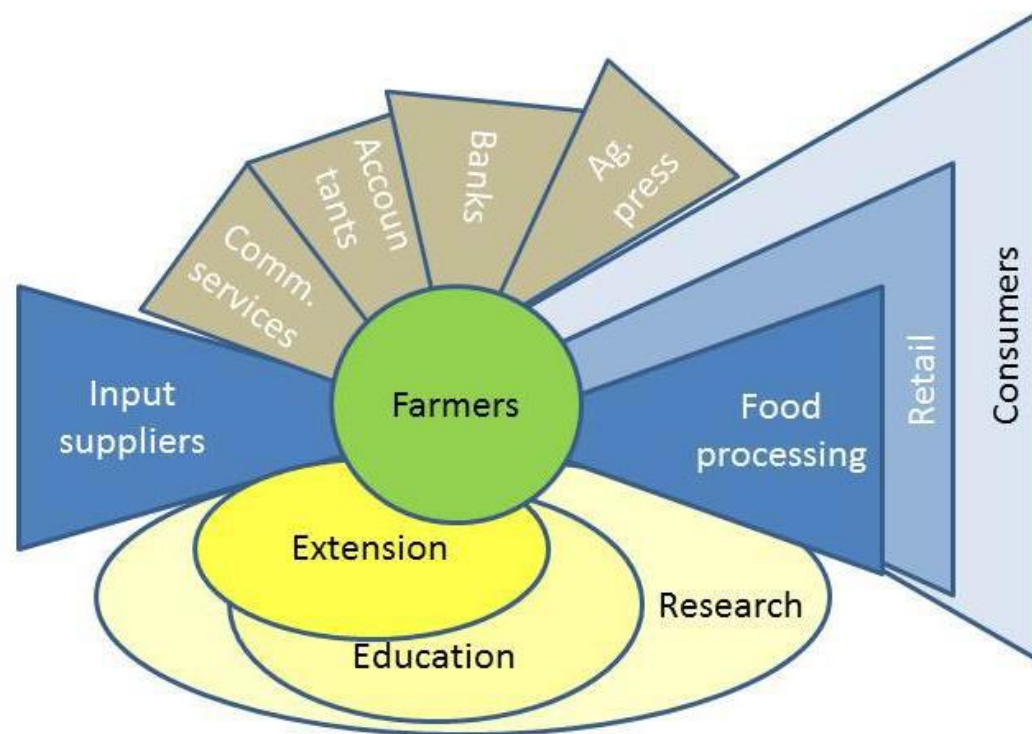 Comm.
services
Accoun
tants
Banks
Ag.
press
Input
suppliers
Farmers
Food
processing
Retail
Consumers
Extension
Education
Research